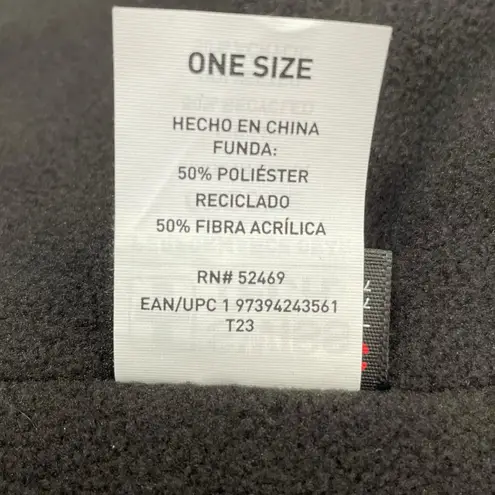 ONE SIZE
HECHO EN CHINA
FUNDA:
50% POLIÉSTER
RECICLADO
50% FIBRA ACRÍLICA
RN# 52469
EAN/UPC 1 97394243561
T23